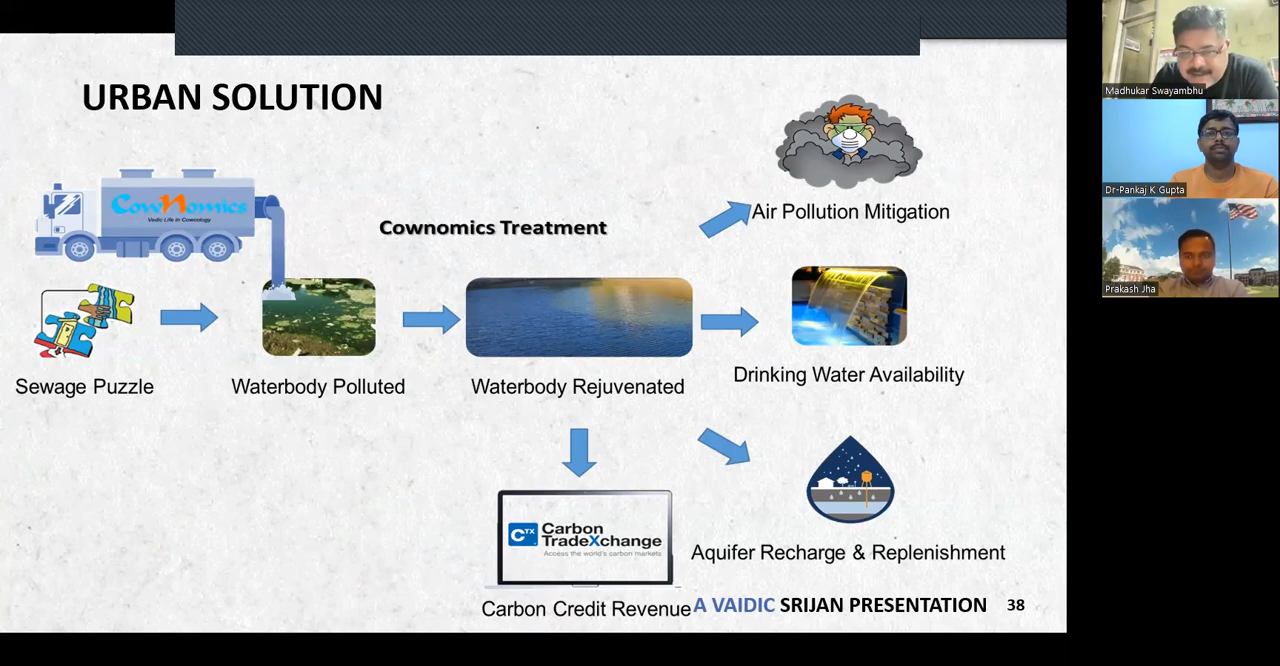 URBAN SOLUTION
CowNomics
Vedic Life in Cowcology
Cownomics Treatment
Air Pollution Mitigation
Sewage Puzzle
Waterbody Polluted
Waterbody Rejuvenated
Drinking Water Availability
CTX Carbon
TradeXchange
Access the world's carbon markets
Aquifer Recharge & Replenishment
Carbon Credit Revenue
A VAIDIC SRIJAN PRESENTATION 38
Madhukar Swayambhu
Dr-Pankaj K Gupta
Prakash Jha